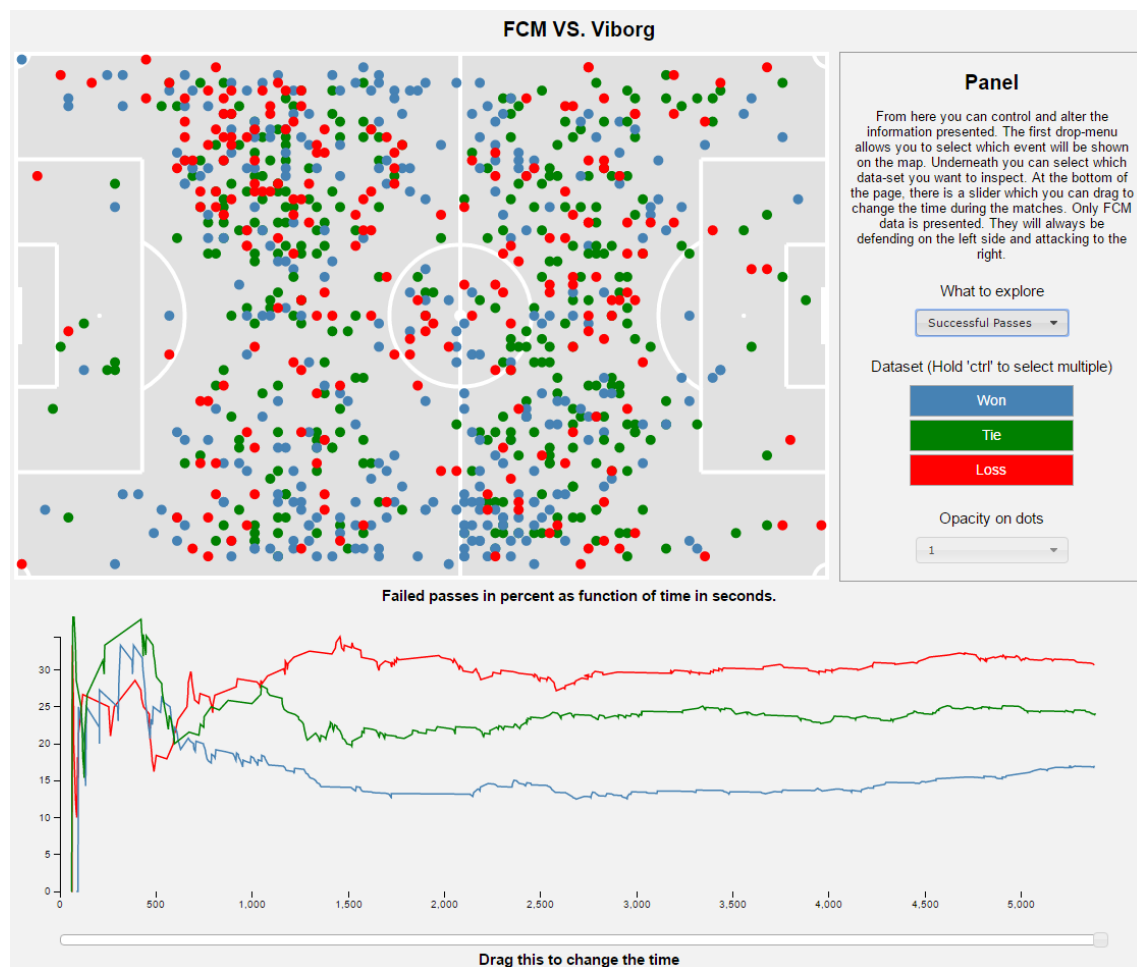 FCM VS. Viborg
Panel
From here you can control and alter the
information presented. The first drop-menu
allows you to select which event will be shown
on the map. Underneath you can select which
data-set you want to inspect. At the bottom of
the page, there is a slider which you can drag to
change the time during the matches. Only FCM
data is presented. They will always be
defending on the left side and attacking to the
right.
What to explore
Successful Passes
Dataset (Hold 'ctrl' to select multiple)
Won
Tie
Loss
Opacity on dots
1
Failed passes in percent as function of time in seconds.
30
25
20
15
10
5
0
0 500 1,000 1,500 2,000 2,500 3,000 3,500 4,000 4,500 5,000
Drag this to change the time